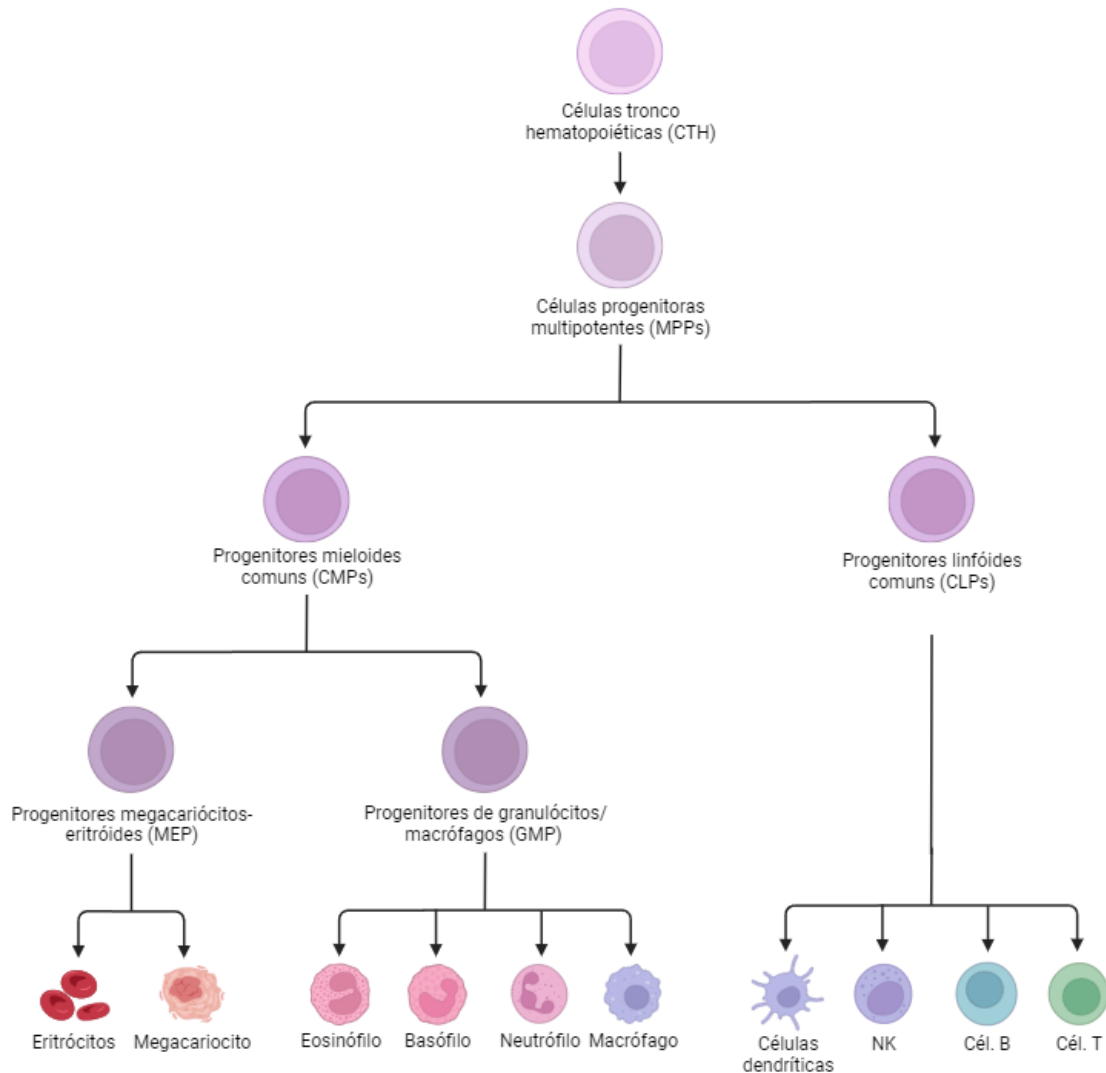 Células tronco
hematopoiéticas (CTH)
Células progenitoras
multipotentes (MPPs)
Progenitores mieloides
comuns (CMPs)
Progenitores linfóides
comuns (CLPs)
Progenitores megacariócitos-
eritróides (MEP)
Progenitores de granulócitos/
macrófagos (GMP)
Eritrócitos
Megacariocito
Eosinófilo
Basófilo
Neutrófilo
Macrófago
Células
dendríticas
NK
Cél. B
Cél. T